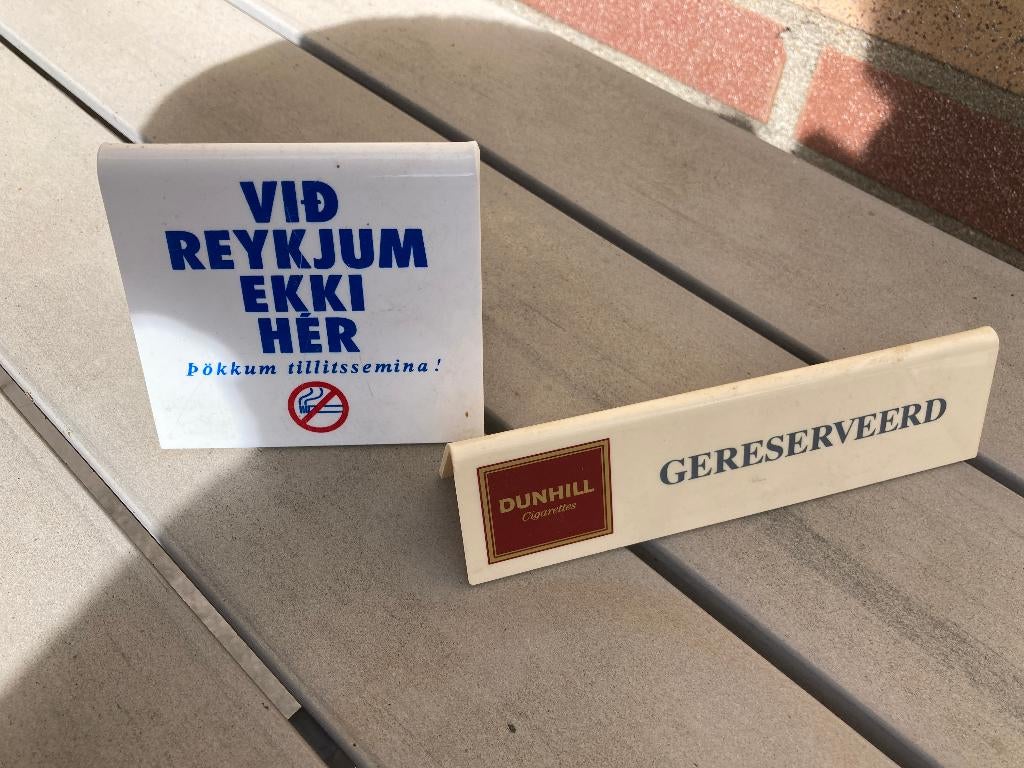 VIÐ
REYKJUM
EKKI
HÉR
Þökkum tillitssemina!
DUNHILL
Cigarettes
GERESERVEERD